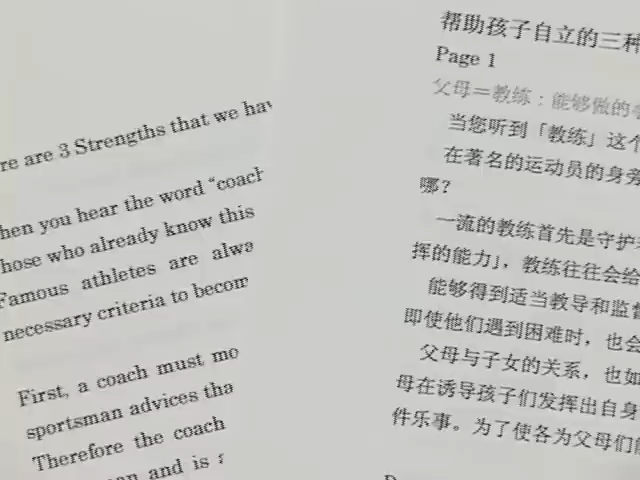 re are 3 Strengths that we hav
hen you hear the word "coach
hose who already know this
Famous athletes are alwa
necessary criteria to becom
First, a coach must mo
sportsman advices tha
Therefore the coach
and is
帮助孩子自立的三种
Page 1
父母＝教练：能够做的
当您听到「教练」这个
在著名的运动员的身旁
哪？
一流的教练首先是守护
挥的能力」，教练往往会给
能够得到适当教导和监督
即使他们遇到困难时，也会
父母与子女的关系，也如
母在诱导孩子们发挥出自身
件乐事。为了使各为父母们能